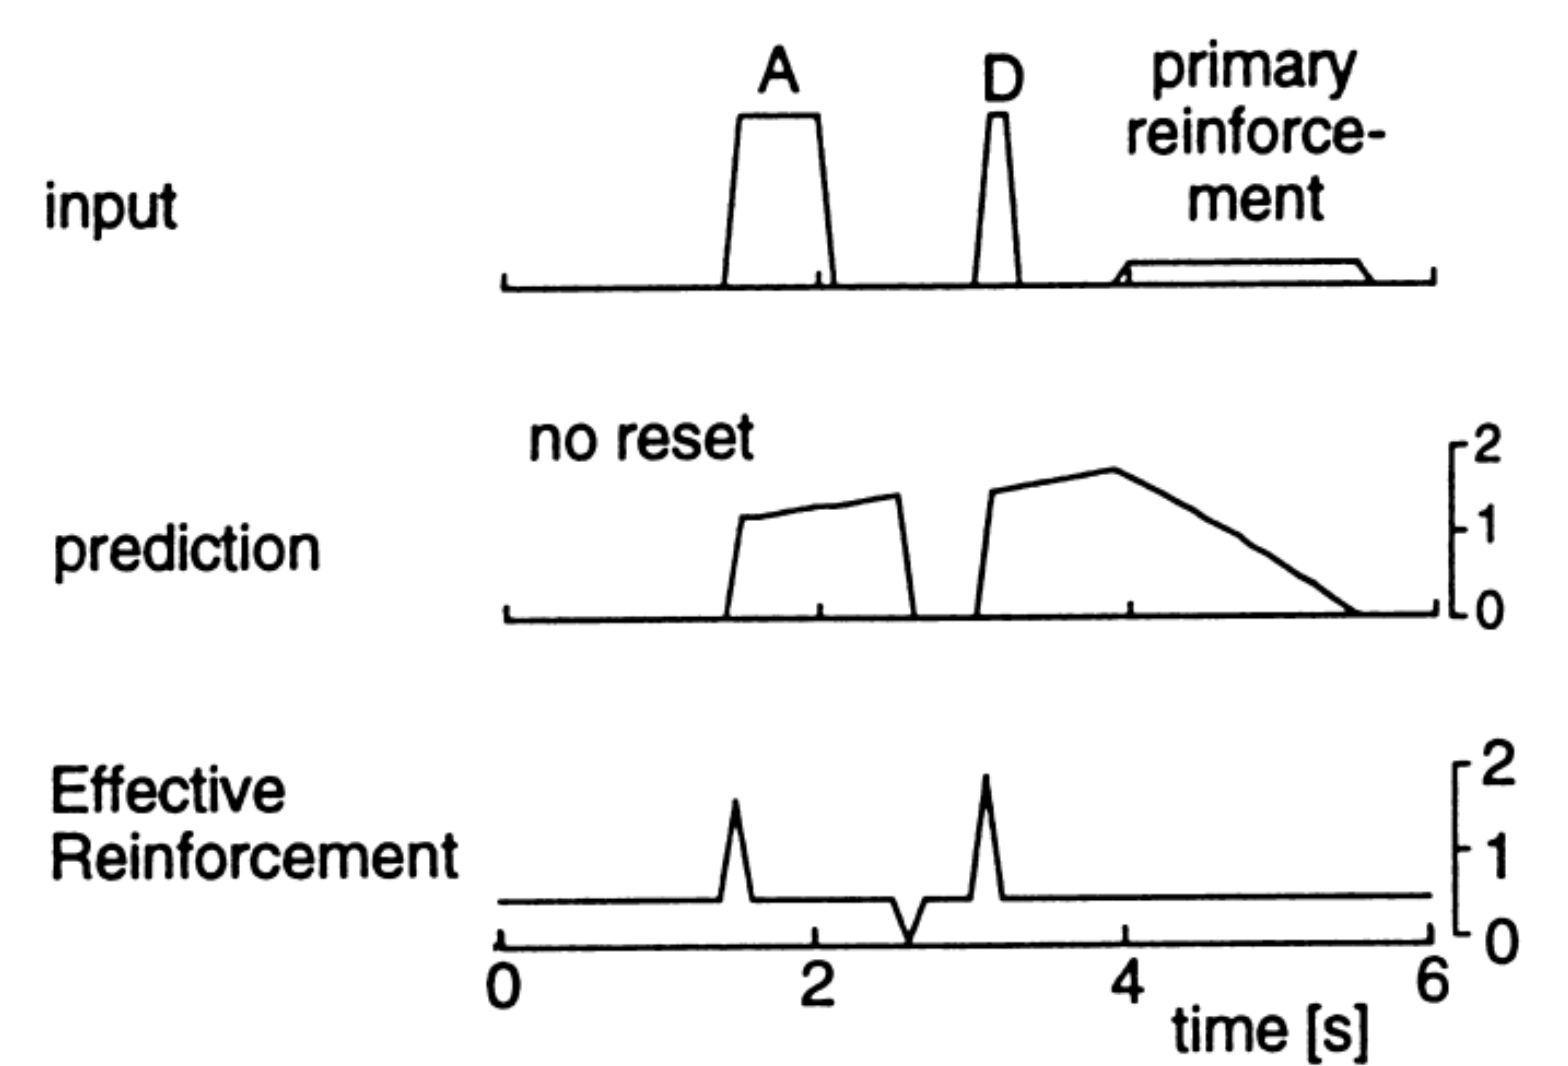 A
D
primary
reinforce-
ment
input
no reset
2
1
0
prediction
2
1
0
Effective
Reinforcement
0
2
4
6
time [s]